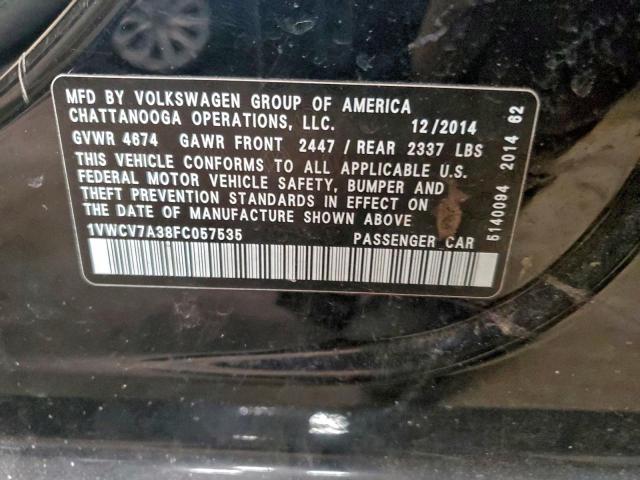 MFD BY VOLKSWAGEN GROUP OF AMERICA
CHATTANOOGA OPERATIONS, LLC. 12/2014
GVWR 4674 GAWR FRONT 2447 / REAR 2337 LBS
THIS VEHICLE CONFORMS TO ALL APPLICABLE U.S.
FEDERAL MOTOR VEHICLE SAFETY, BUMPER AND
THEFT PREVENTION STANDARDS IN EFFECT ON
THE DATE OF MANUFACTURE SHOWN ABOVE
1VWCV7A38FC057535 PASSENGER CAR
5140094 2014 62